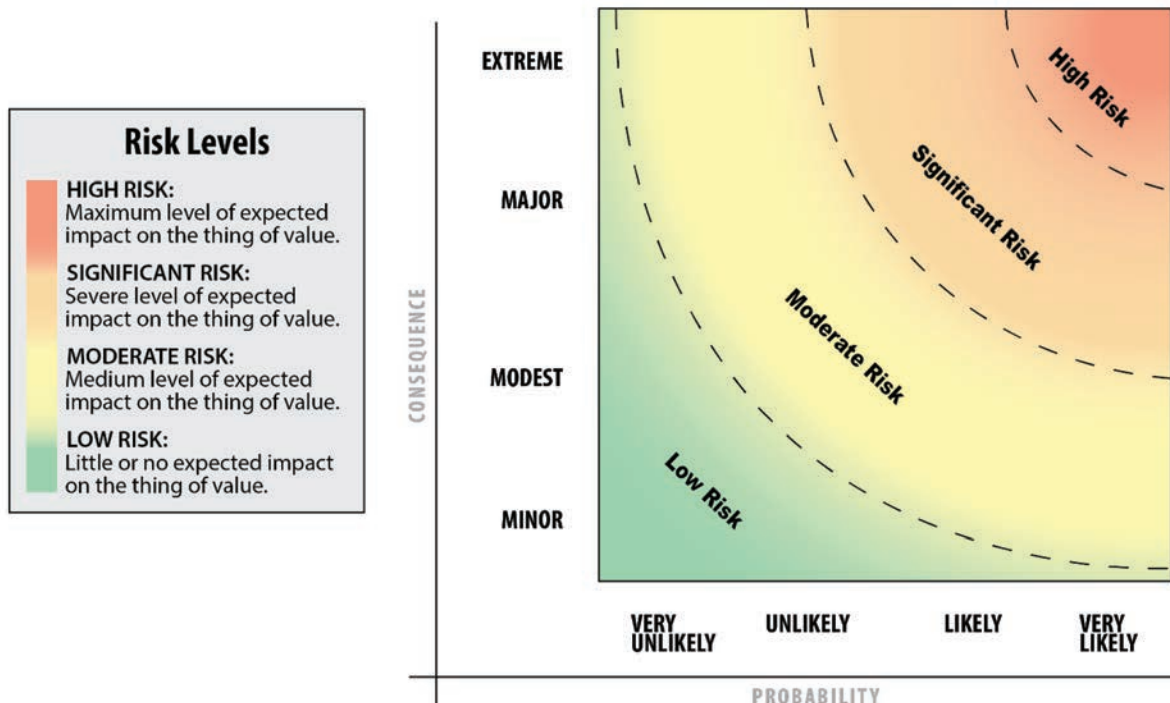 Risk Levels
HIGH RISK:
Maximum level of expected
impact on the thing of value.
SIGNIFICANT RISK:
Severe level of expected
impact on the thing of value.
MODERATE RISK:
Medium level of expected
impact on the thing of value.
LOW RISK:
Little or no expected impact
on the thing of value.
CONSEQUENCE
EXTREME
MAJOR
MODEST
MINOR
High Risk
Significant Risk
Moderate Risk
Low Risk
VERY
UNLIKELY
UNLIKELY
LIKELY
VERY
LIKELY
PROBABILITY